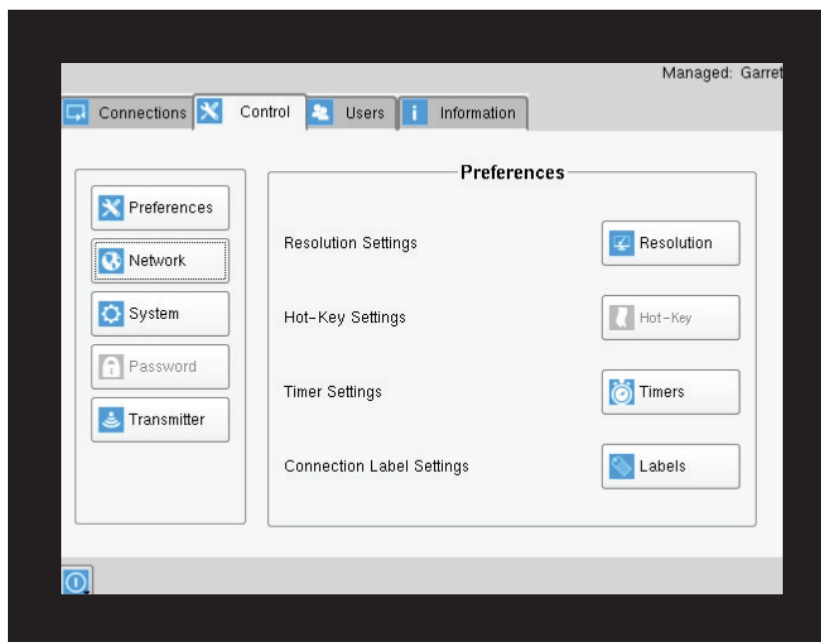 Managed: Garret
Connections Control Users Information
Preferences
Preferences
Network
System
Password
Transmitter
Resolution Settings Resolution
Hot-Key Settings Hot-Key
Timer Settings Timers
Connection Label Settings Labels